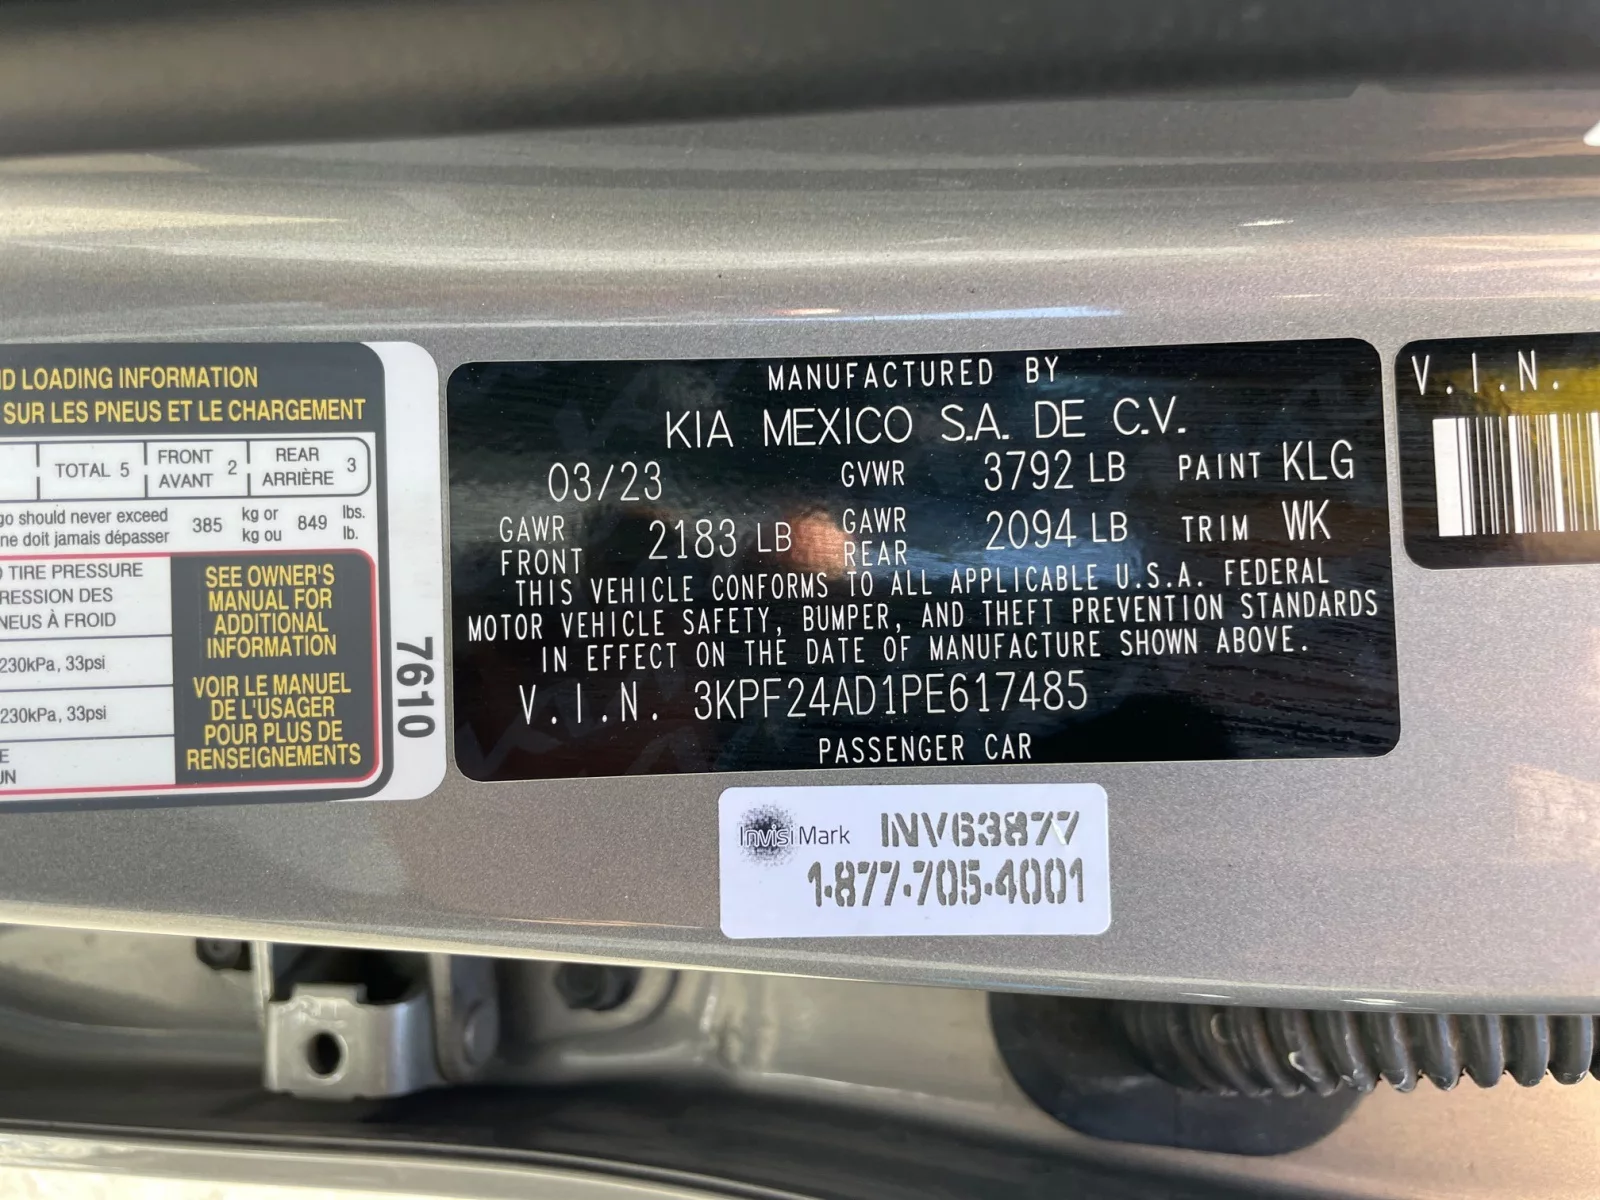 ND LOADING INFORMATION
SUR LES PNEUS ET LE CHARGEMENT
TOTAL 5
FRONT
AVANT 2
REAR
ARRIÈRE 3
go should never exceed
ne doit jamais dépasser
385
kg or
kg ou
849
lbs.
lb.
TIRE PRESSURE
RESSION DES
NEUS À FROID
230kPa, 33psi
230kPa, 33psi
E
UN
SEE OWNER'S
MANUAL FOR
ADDITIONAL
INFORMATION
VOIR LE MANUEL
DE L'USAGER
POUR PLUS DE
RENSEIGNEMENTS
7610
MANUFACTURED BY
KIA MEXICO S.A. DE C.V.
03/23 GVWR 3792 LB PAINT KLG
GAWR FRONT 2183 LB GAWR REAR 2094 LB TRIM WK
THIS VEHICLE CONFORMS TO ALL APPLICABLE U.S.A. FEDERAL
MOTOR VEHICLE SAFETY, BUMPER, AND THEFT PREVENTION STANDARDS
IN EFFECT ON THE DATE OF MANUFACTURE SHOWN ABOVE.
V.I.N. 3KPF24AD1PE617485
PASSENGER CAR
V.I.N.
InvisiMark INV63877
1-877-705-4001